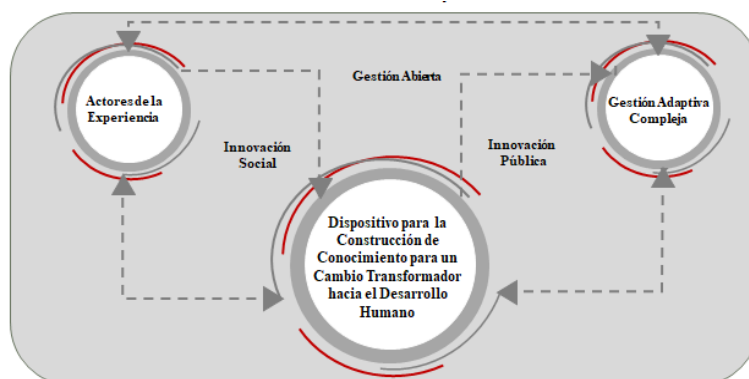 Gestión Abierta
Actores de la
Experiencia
Gestión Adaptiva
Compleja
Innovación
Social
Innovación
Pública
Dispositivo para la
Construcción de
Conocimiento para un
Cambio Transformador
hacia el Desarrollo
Humano